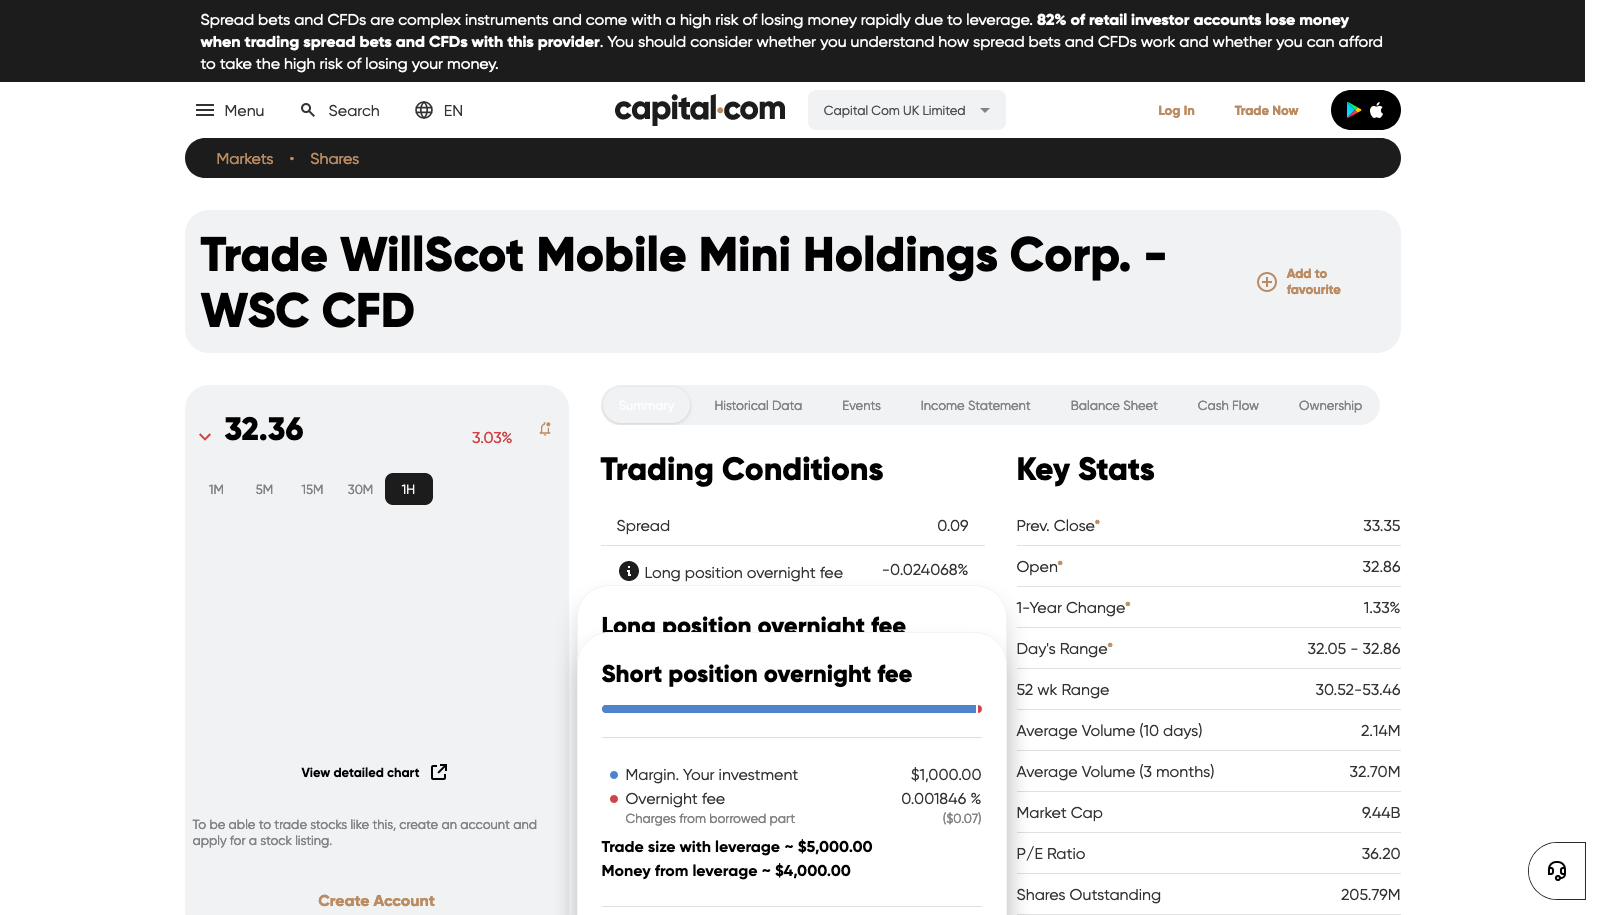 Spread bets and CFDs are complex instruments and come with a high risk of losing money rapidly due to leverage. 82% of retail investor accounts lose money
when trading spread bets and CFDs with this provider. You should consider whether you understand how spread bets and CFDs work and whether you can afford
to take the high risk of losing your money.
Menu
Search
EN
capital.com
Capital Com UK Limited
Log In
Trade Now
Markets • Shares
Trade WillScot Mobile Mini Holdings Corp. -
WSC CFD
Add to
favourite
32.36
3.03%
1M 5M 15M 30M 1H
View detailed chart
To be able to trade stocks like this, create an account and
apply for a stock listing.
Create Account
Summary Historical Data Events Income Statement Balance Sheet Cash Flow Ownership
Trading Conditions
Spread 0.09
Long position overnight fee -0.024068%
Long position overnight fee
Short position overnight fee
Margin. Your investment $1,000.00
Overnight fee 0.001846 %
Charges from borrowed part ($0.07)
Trade size with leverage ~ $5,000.00
Money from leverage ~ $4,000.00
Key Stats
Prev. Close* 33.35
Open* 32.86
1-Year Change* 1.33%
Day's Range* 32.05 - 32.86
52 wk Range 30.52-53.46
Average Volume (10 days) 2.14M
Average Volume (3 months) 32.70M
Market Cap 9.44B
P/E Ratio 36.20
Shares Outstanding 205.79M